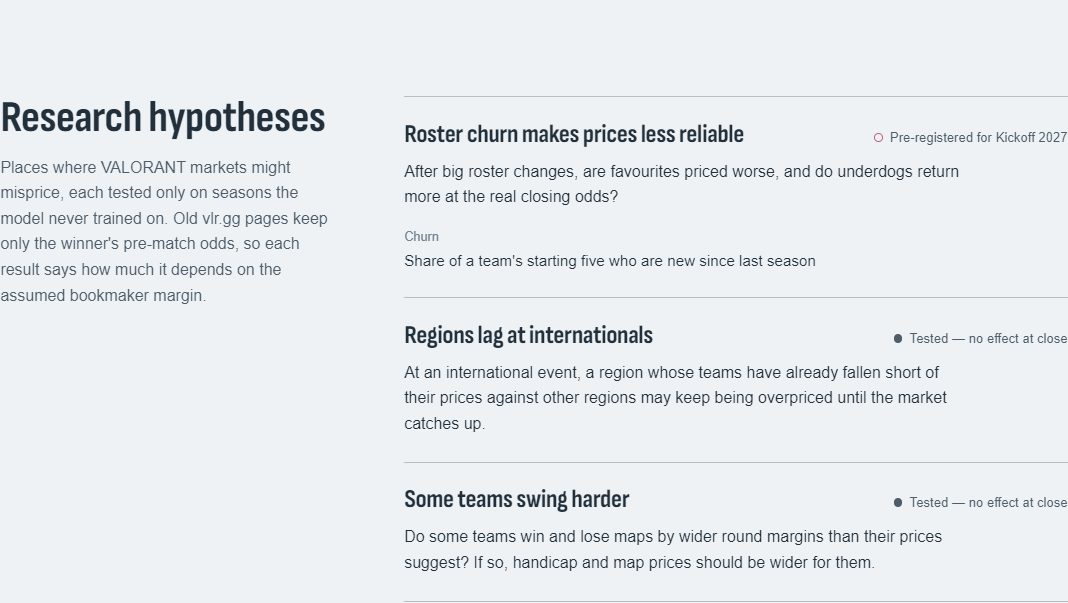 Research hypotheses
Places where VALORANT markets might
misprice, each tested only on seasons the
model never trained on. Old vlr.gg pages keep
only the winner's pre-match odds, so each
result says how much it depends on the
assumed bookmaker margin.
Roster churn makes prices less reliable
Pre-registered for Kickoff 2027
After big roster changes, are favourites priced worse, and do underdogs return
more at the real closing odds?
Churn
Share of a team's starting five who are new since last season
Regions lag at internationals
Tested — no effect at close
At an international event, a region whose teams have already fallen short of
their prices against other regions may keep being overpriced until the market
catches up.
Some teams swing harder
Tested — no effect at close
Do some teams win and lose maps by wider round margins than their prices
suggest? If so, handicap and map prices should be wider for them.